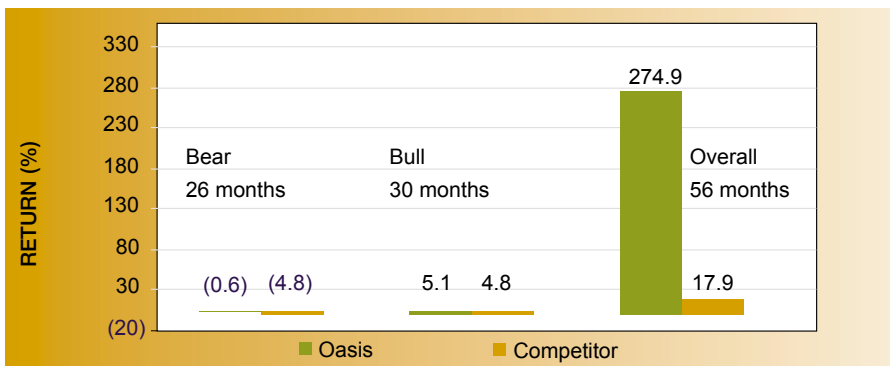 RETURN (%)
330
280
230
180
130
80
30
(20)
Bear
26 months
Bull
30 months
Overall
56 months
(0.6) (4.8)
5.1 4.8
274.9
17.9
Oasis
Competitor